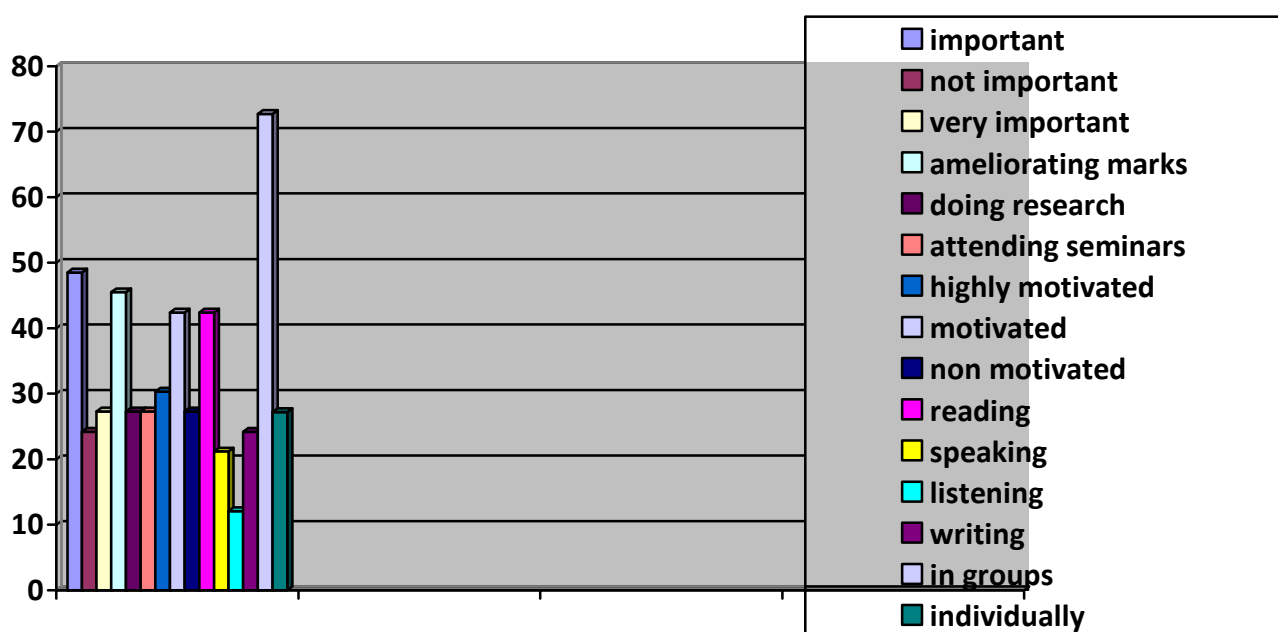 80
70
60
50
40
30
20
10
0
important
not important
very important
ameliorating marks
doing research
attending seminars
highly motivated
motivated
non motivated
reading
speaking
listening
writing
in groups
individually